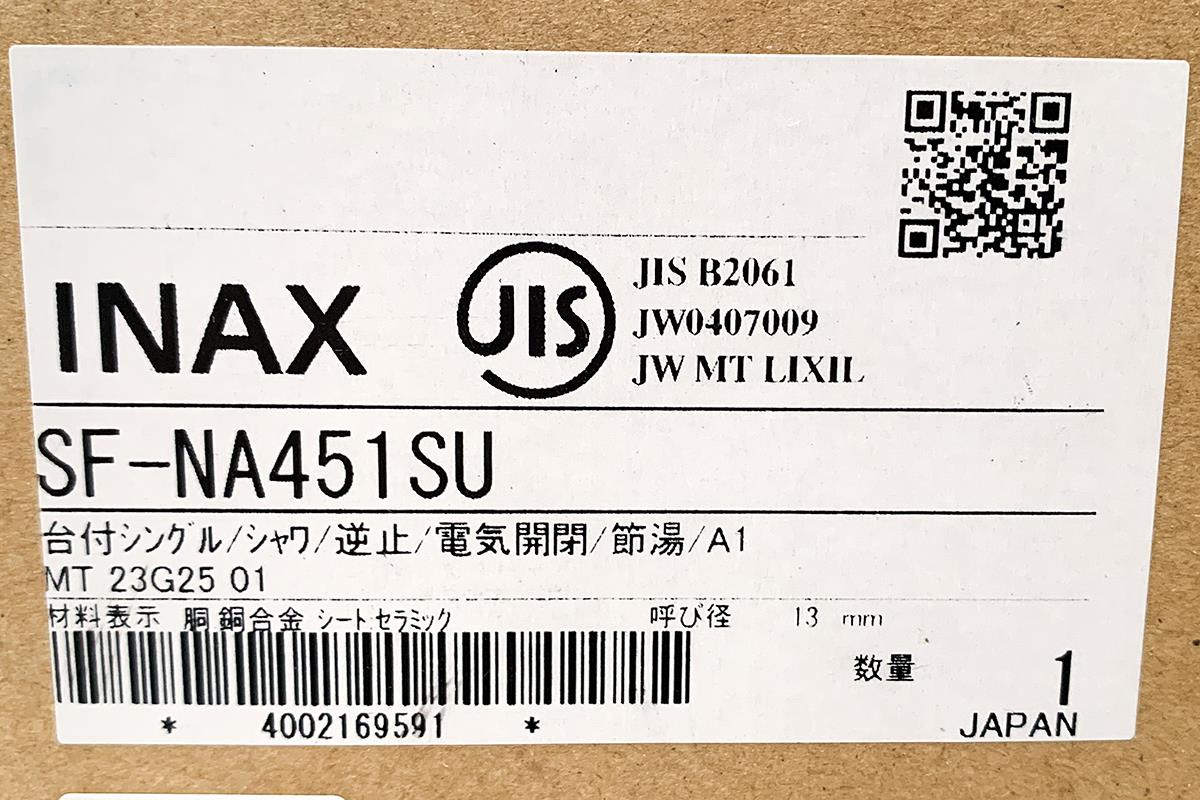 INAX
JIS
JIS B2061
JW0407009
JW MT LIXIL
SF-NA451SU
台付シングル/シャワ/逆止/電気開閉/節湯/A1
MT 23G25 01
材料表示 胴 銅合金 シート セラミック 呼び径 13 mm
数量 1
* 4002169591 *
JAPAN